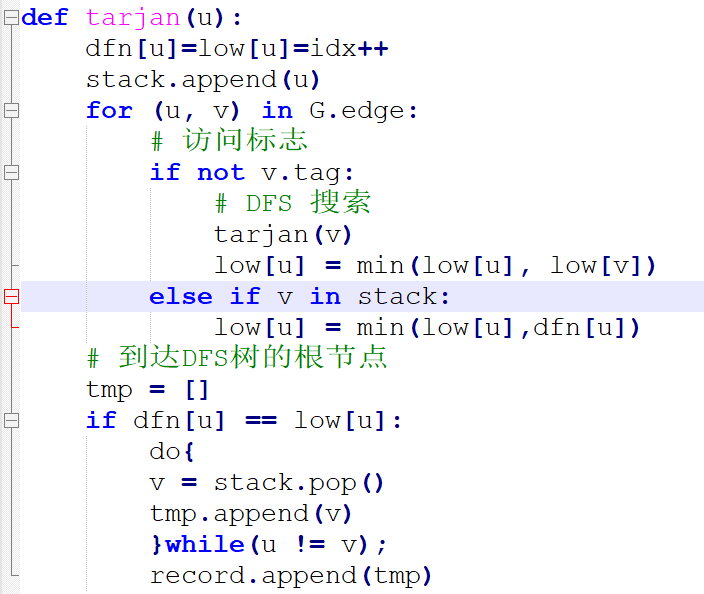 def tarjan(u):
    dfn[u]=low[u]=idx++
    stack.append(u)
    for (u, v) in G.edge:
        # 访问标志
        if not v.tag:
            # DFS 搜索
            tarjan(v)
            low[u] = min(low[u], low[v])
        else if v in stack:
            low[u] = min(low[u],dfn[u])
    # 到达DFS树的根节点
    tmp = []
    if dfn[u] == low[u]:
        do{
        v = stack.pop()
        tmp.append(v)
        }while(u != v);
        record.append(tmp)